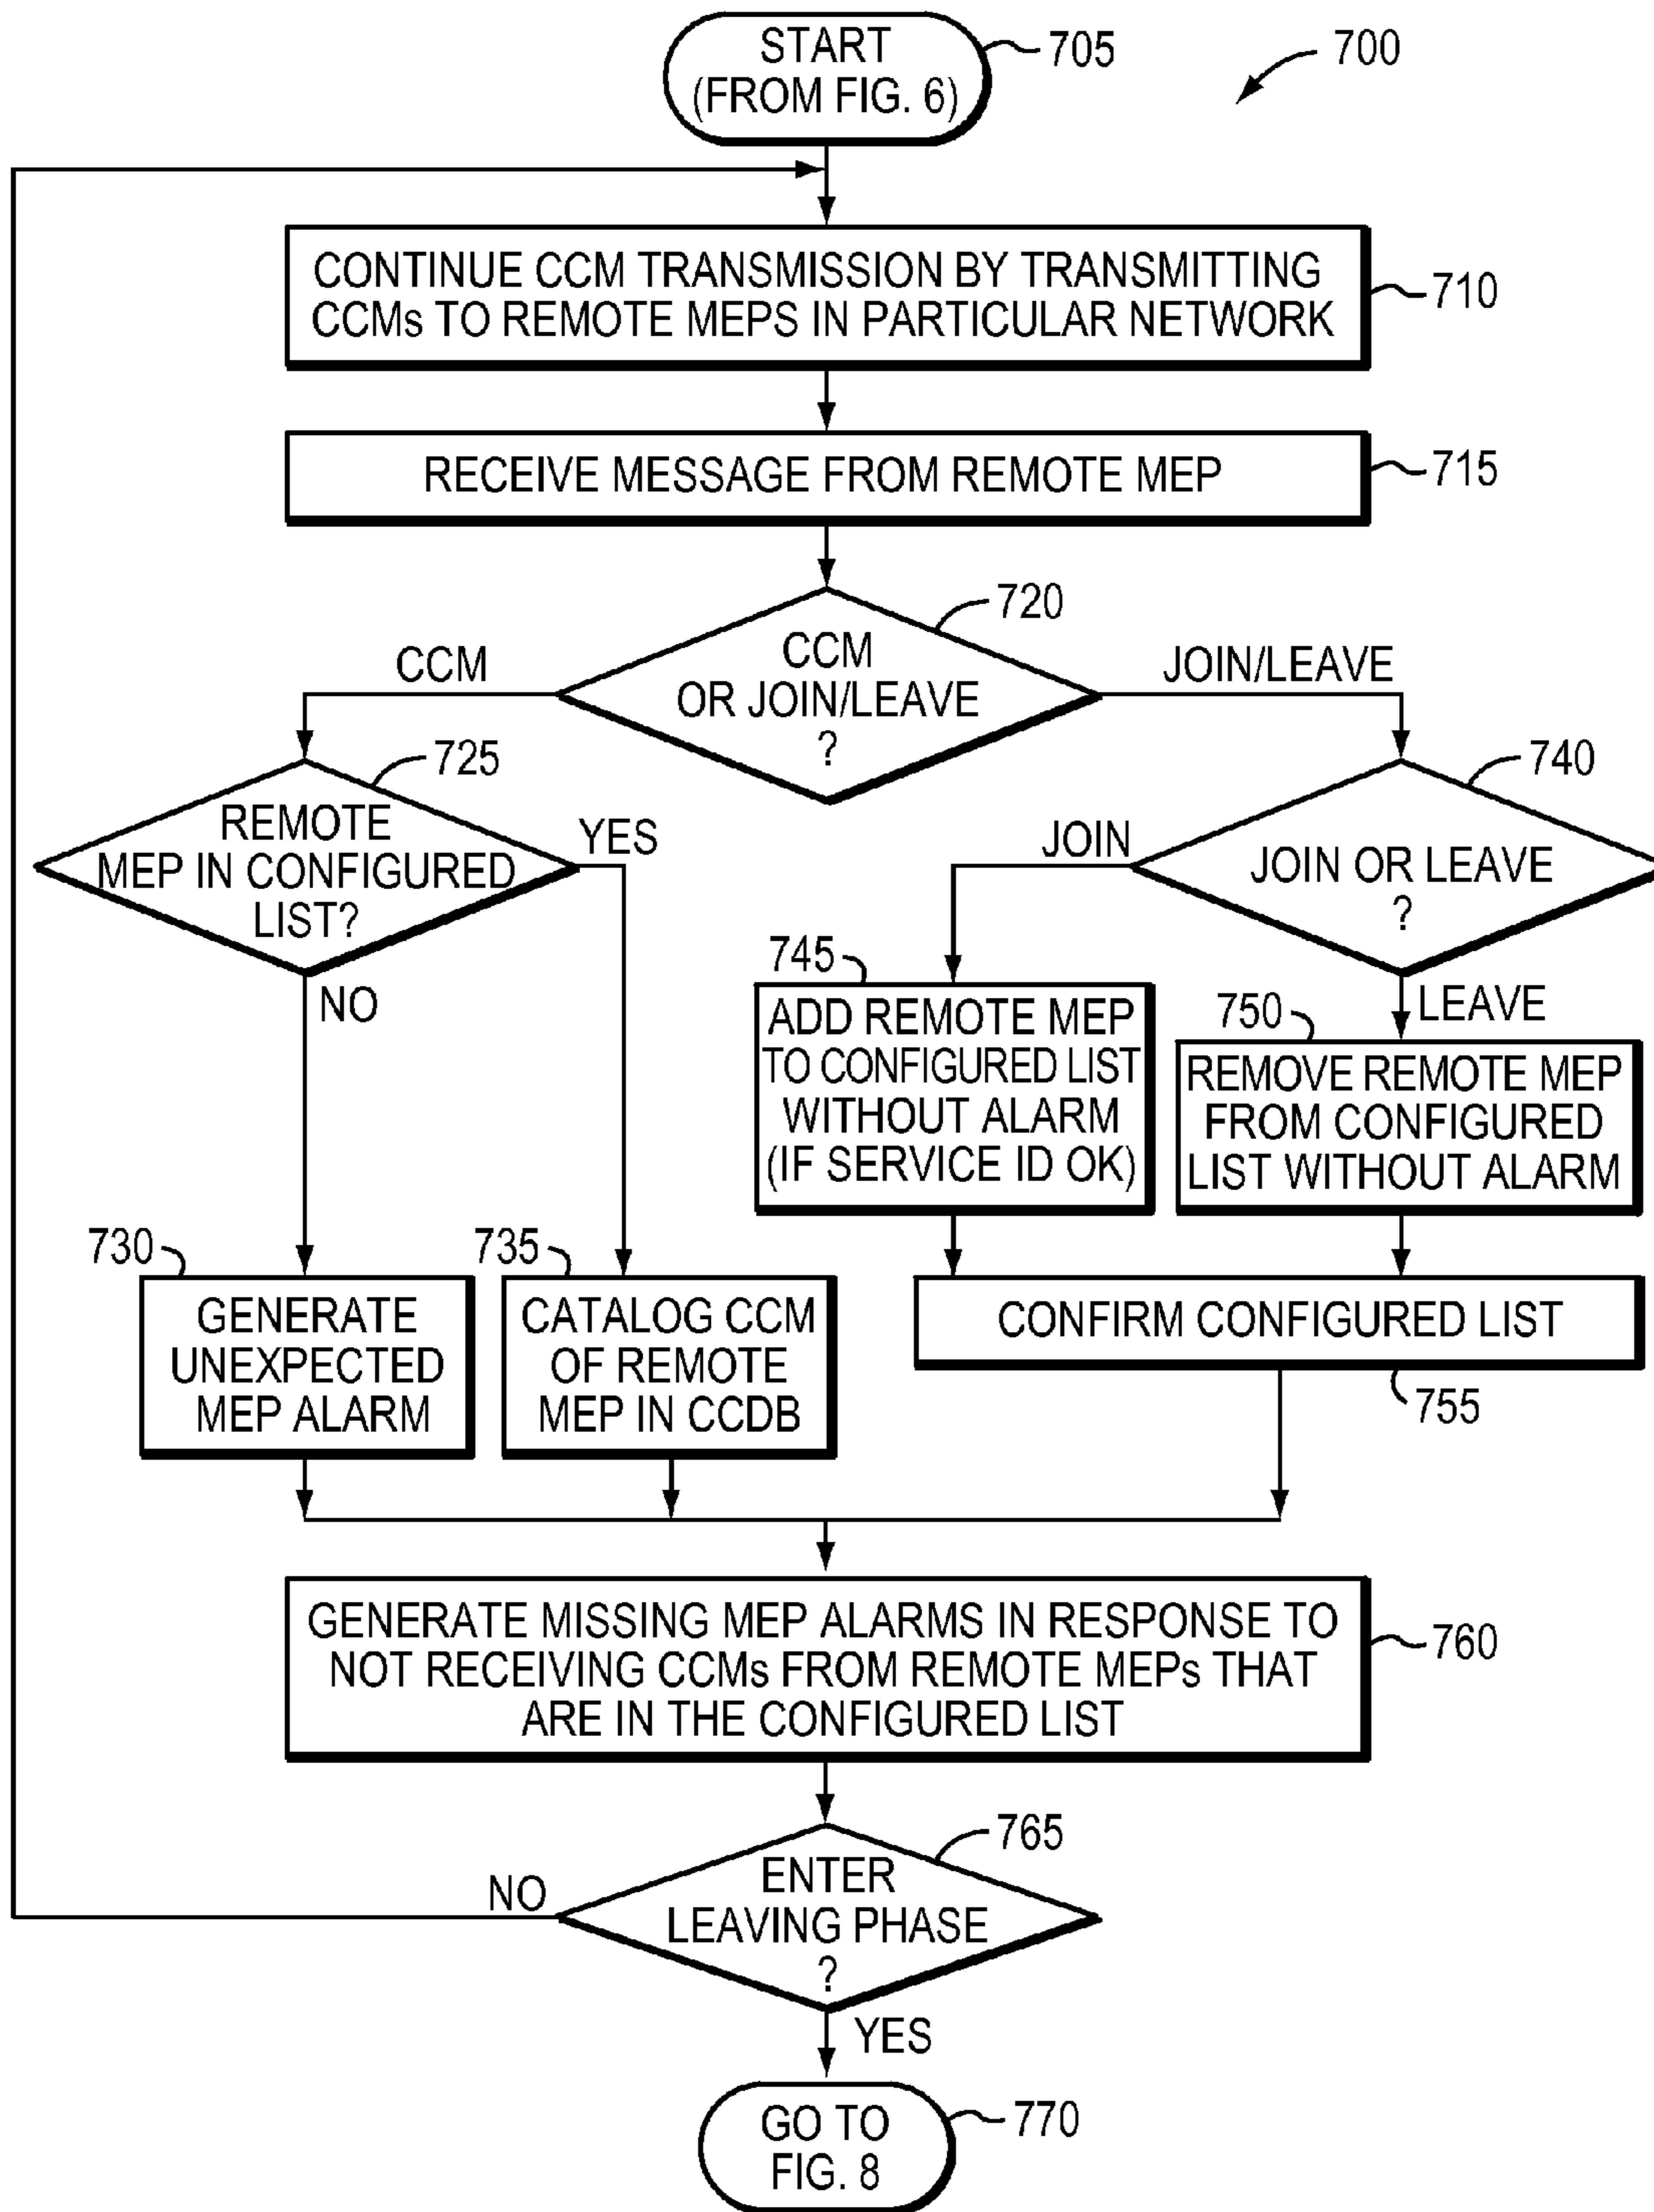 START
(FROM FIG. 6)
705
700
CONTINUE CCM TRANSMISSION BY TRANSMITTING
CCMs TO REMOTE MEPS IN PARTICULAR NETWORK
710
RECEIVE MESSAGE FROM REMOTE MEP
715
720
CCM
OR JOIN/LEAVE
?
CCM
JOIN/LEAVE
725
REMOTE
MEP IN CONFIGURED
LIST?
YES
NO
740
JOIN OR LEAVE
?
JOIN
LEAVE
745
ADD REMOTE MEP
TO CONFIGURED LIST
WITHOUT ALARM
(IF SERVICE ID OK)
750
REMOVE REMOTE MEP
FROM CONFIGURED
LIST WITHOUT ALARM
730
GENERATE
UNEXPECTED
MEP ALARM
735
CATALOG CCM
OF REMOTE
MEP IN CCDB
CONFIRM CONFIGURED LIST
755
GENERATE MISSING MEP ALARMS IN RESPONSE TO
NOT RECEIVING CCMs FROM REMOTE MEPs THAT
ARE IN THE CONFIGURED LIST
760
765
ENTER
LEAVING PHASE
?
NO
YES
GO TO
FIG. 8
770